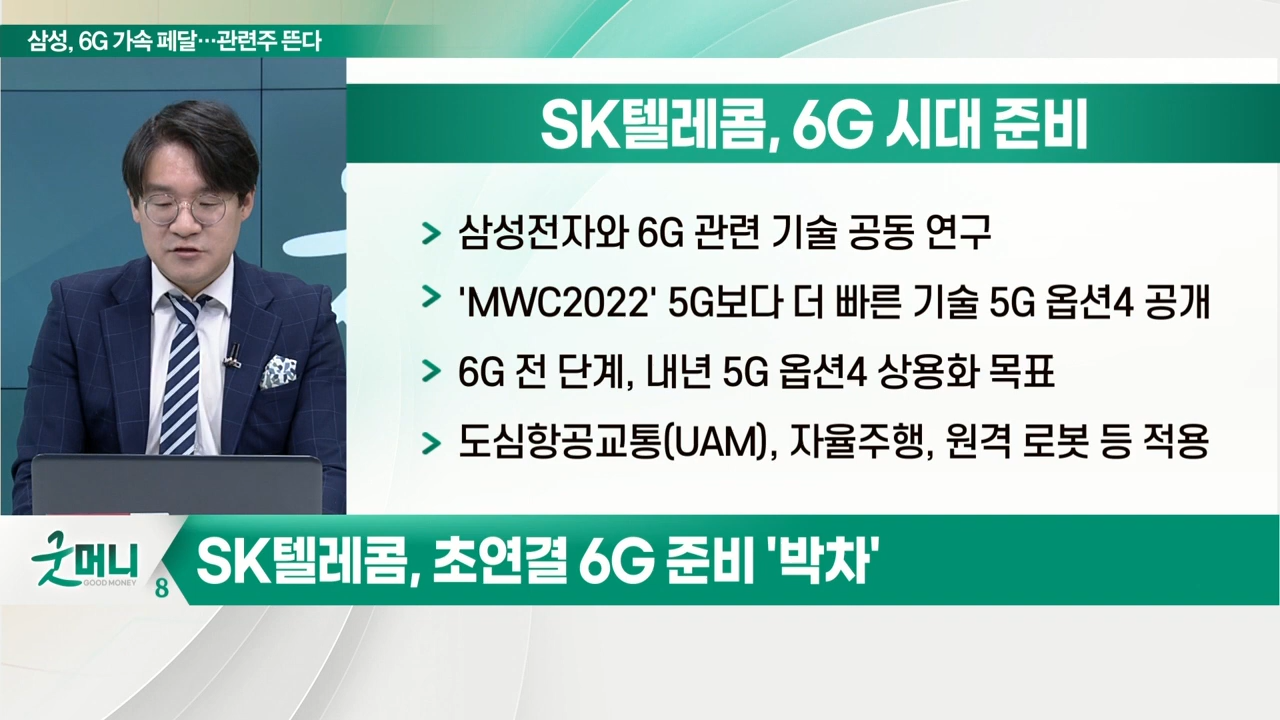 삼성, 6G 가속 페달…관련주 뜬다
SK텔레콤, 6G 시대 준비
> 삼성전자와 6G 관련 기술 공동 연구
> 'MWC2022' 5G보다 더 빠른 기술 5G 옵션4 공개
> 6G 전 단계, 내년 5G 옵션4 상용화 목표
> 도심항공교통(UAM), 자율주행, 원격 로봇 등 적용
굿머니
GOOD MONEY
8
SK텔레콤, 초연결 6G 준비 '박차'